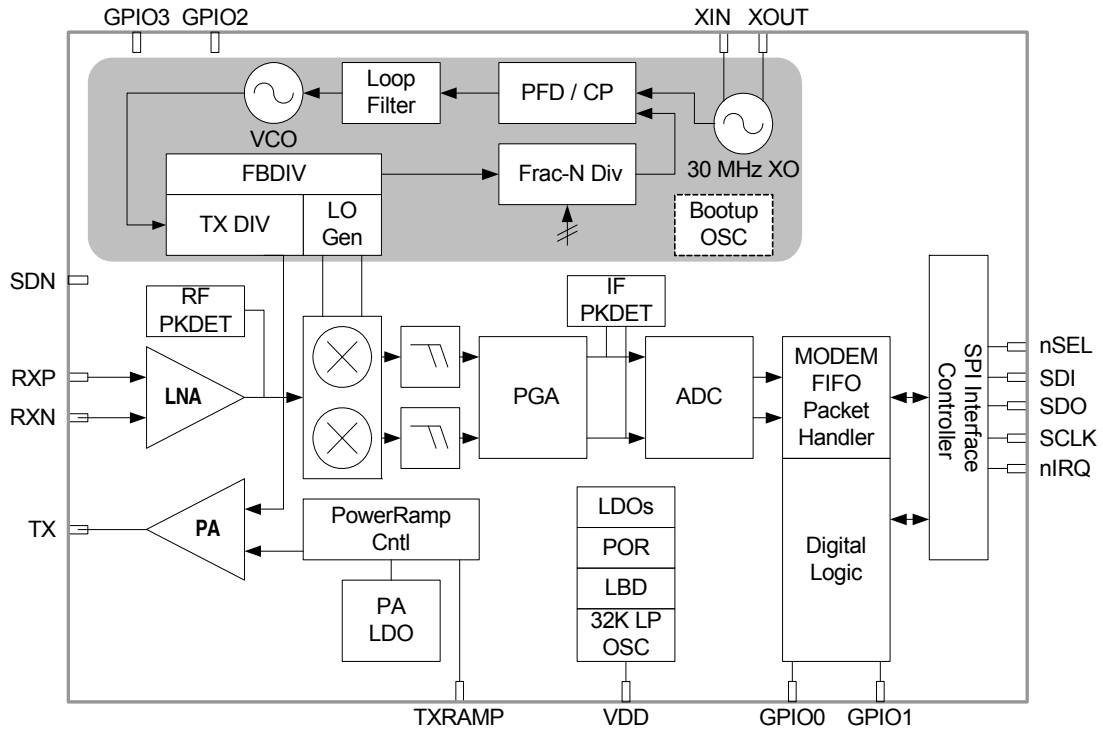 GPIO3 GPIO2
XIN XOUT
Loop
Filter
PFD / CP
VCO
30 MHz XO
FBDIV
Frac-N Div
TX DIV
LO
Gen
Bootup
OSC
SDN
RF
PKDET
IF
PKDET
RXP
RXN
LNA
PGA
ADC
MODEM
FIFO
Packet
Handler
SPI Interface
Controller
nSEL
SDI
SDO
SCLK
nIRQ
TX
PA
PowerRamp
Cntl
PA
LDO
LDOs
POR
LBD
32K LP
OSC
Digital
Logic
TXRAMP
VDD
GPIO0
GPIO1